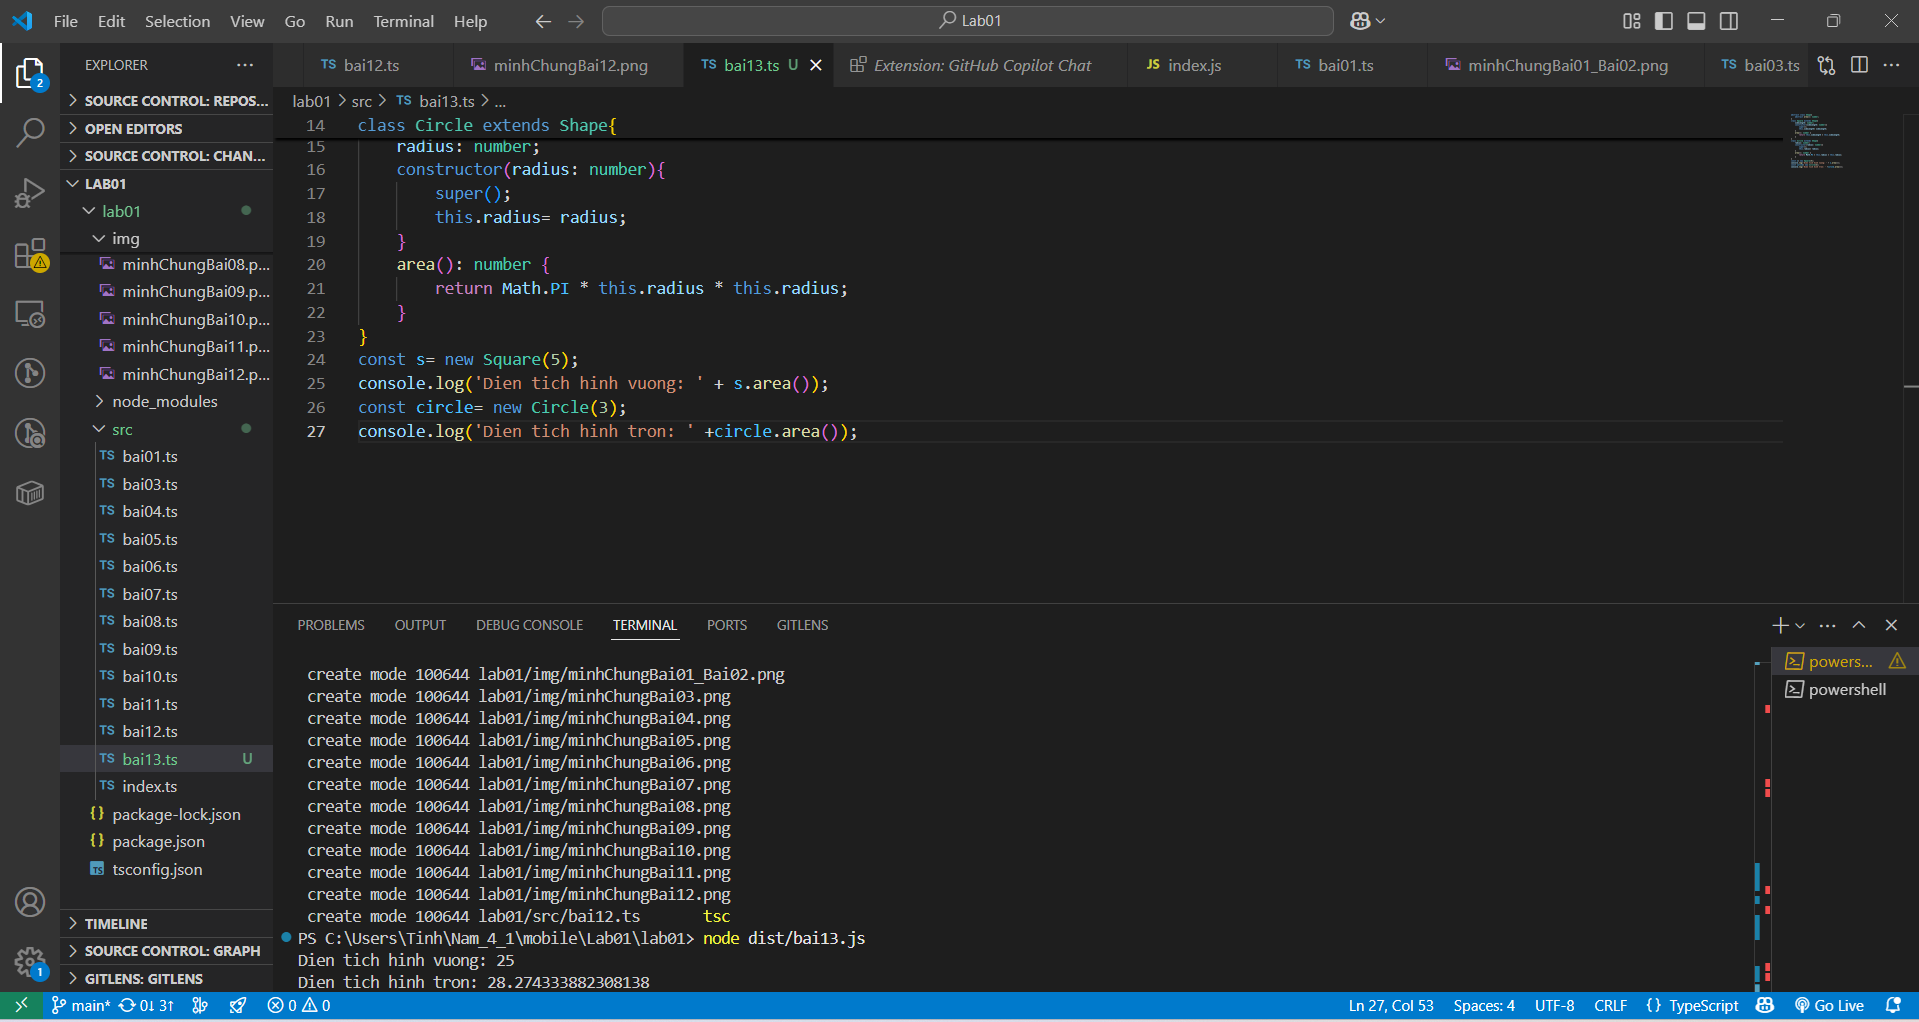 File Edit Selection View Go Run Terminal Help
Lab01
EXPLORER
SOURCE CONTROL: REPOS...
OPEN EDITORS
SOURCE CONTROL: CHAN...
LAB01
lab01
img
minhChungBai08.p...
minhChungBai09.p...
minhChungBai10.p...
minhChungBai11.p...
minhChungBai12.p...
node_modules
src
TS bai01.ts
TS bai03.ts
TS bai04.ts
TS bai05.ts
TS bai06.ts
TS bai07.ts
TS bai08.ts
TS bai09.ts
TS bai10.ts
TS bai11.ts
TS bai12.ts
TS bai13.ts U
TS index.ts
{} package-lock.json
{} package.json
TS tsconfig.json
TIMELINE
SOURCE CONTROL: GRAPH
GITLENS: GITLENS
2
1
TS bai12.ts minhChungBai12.png TS bai13.ts U Extension: GitHub Copilot Chat JS index.js TS bai01.ts minhChungBai01_Bai02.png TS bai03.ts
lab01 > src > TS bai13.ts > ...
14 class Circle extends Shape{
15 radius: number;
16 constructor(radius: number){
17 super();
18 this.radius= radius;
19 }
20 area(): number {
21 return Math.PI * this.radius * this.radius;
22 }
23 }
24 const s= new Square(5);
25 console.log('Dien tich hinh vuong: ' + s.area());
26 const circle= new Circle(3);
27 console.log('Dien tich hinh tron: ' +circle.area());
PROBLEMS OUTPUT DEBUG CONSOLE TERMINAL PORTS GITLENS
create mode 100644 lab01/img/minhChungBai01_Bai02.png
create mode 100644 lab01/img/minhChungBai03.png
create mode 100644 lab01/img/minhChungBai04.png
create mode 100644 lab01/img/minhChungBai05.png
create mode 100644 lab01/img/minhChungBai06.png
create mode 100644 lab01/img/minhChungBai07.png
create mode 100644 lab01/img/minhChungBai08.png
create mode 100644 lab01/img/minhChungBai09.png
create mode 100644 lab01/img/minhChungBai10.png
create mode 100644 lab01/img/minhChungBai11.png
create mode 100644 lab01/img/minhChungBai12.png
create mode 100644 lab01/src/bai12.ts tsc
PS C:\Users\Tinh\Nam_4_1\mobile\Lab01\lab01> node dist/bai13.js
Dien tich hinh vuong: 25
Dien tich hinh tron: 28.274333882308138
powers...
powershell
main* 0↓ 3↑ 0 0 Ln 27, Col 53 Spaces: 4 UTF-8 CRLF {} TypeScript Go Live